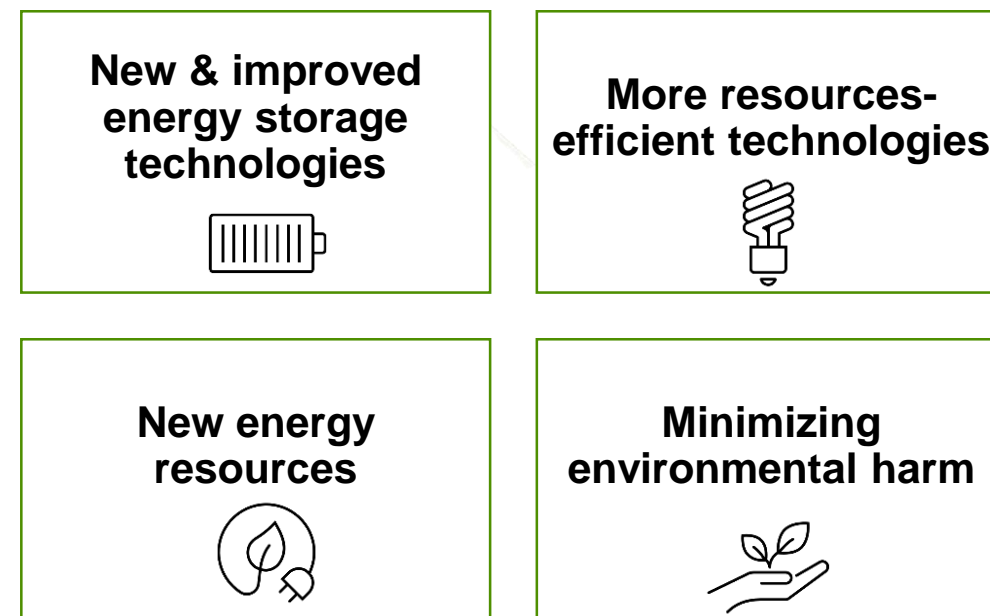 New & improved
energy storage
technologies
More resources-
efficient technologies
New energy
resources
Minimizing
environmental harm